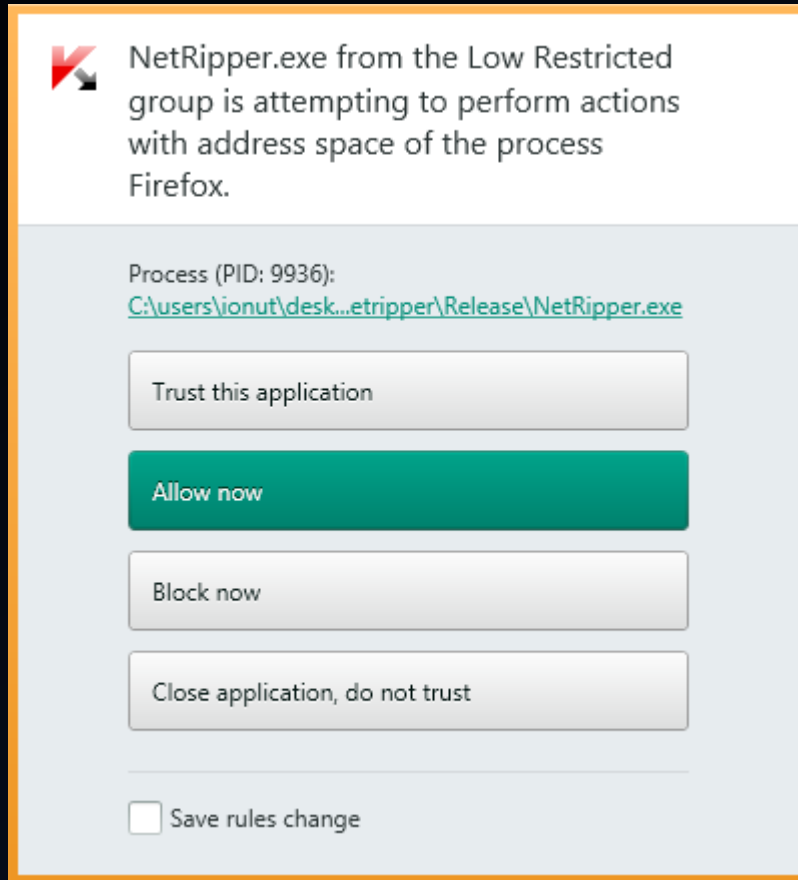 NetRipper.exe from the Low Restricted
group is attempting to perform actions
with address space of the process
Firefox.
Process (PID: 9936):
C:\users\ionut\desk...etripper\Release\NetRipper.exe
Trust this application
Allow now
Block now
Close application, do not trust
Save rules change